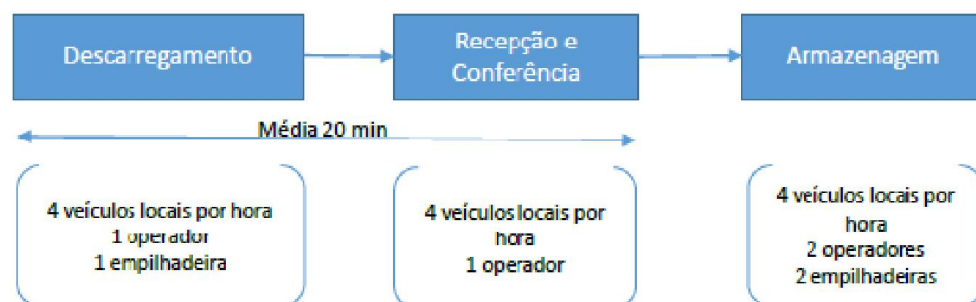 Descarregamento
Recepção e
Conferência
Armazenagem
Média 20 min
4 veículos locais por hora
1 operador
1 empilhadeira
4 veículos locais por
hora
1 operador
4 veículos locais por
hora
2 operadores
2 empilhadeiras